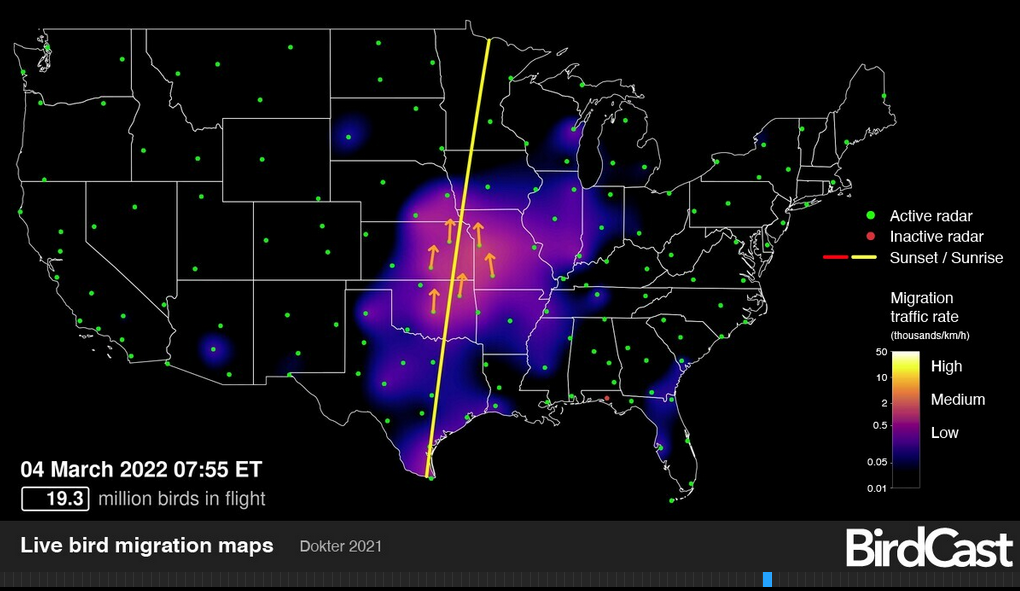 Active radar
Inactive radar
Sunset / Sunrise
Migration
traffic rate
(thousands/km/h)
50
High
10
2
Medium
0.5
Low
0.05
0.01
04 March 2022 07:55 ET
19.3 million birds in flight
Live bird migration maps Dokter 2021
BirdCast